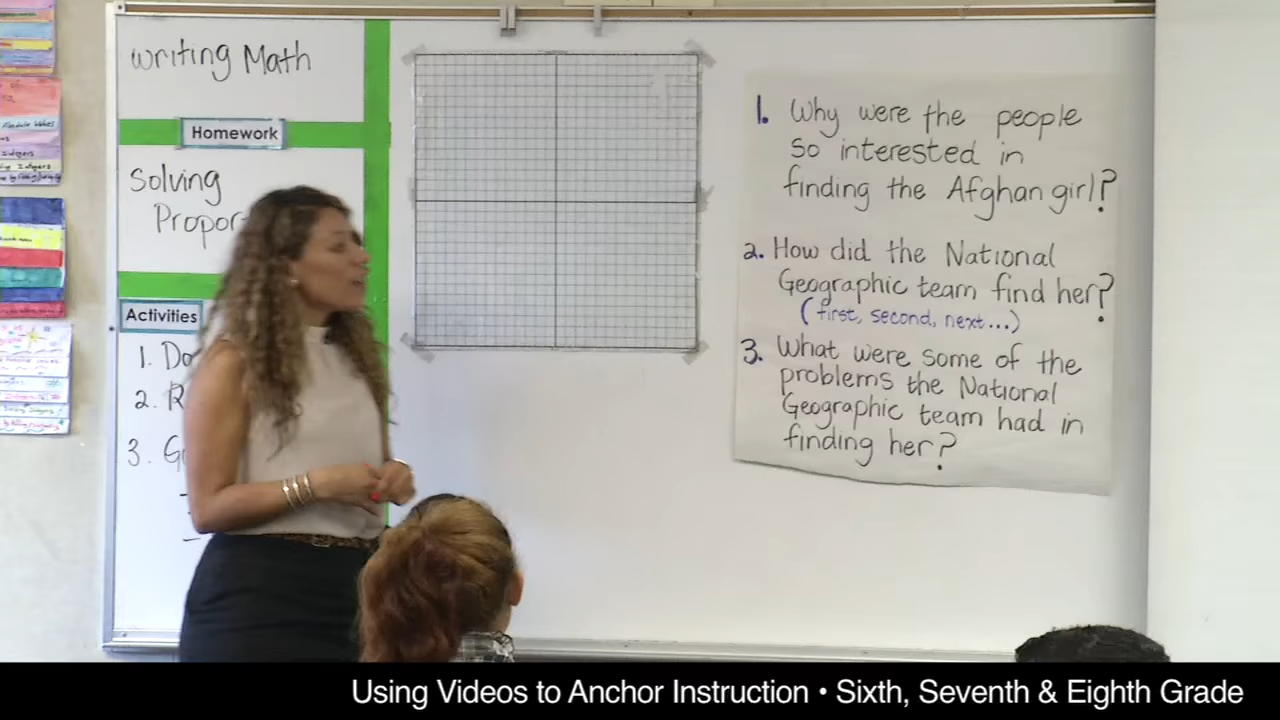 writing Math
Homework
Solving
Activities
1. Do
2. R
3. G
1. Why were the people
so interested in
finding the Afghan girl?
2. How did the National
Geographic team find her?
(first, second, next...)
3. What were some of the
problems the National
Geographic team had in
finding her?
Using Videos to Anchor Instruction • Sixth, Seventh & Eighth Grade